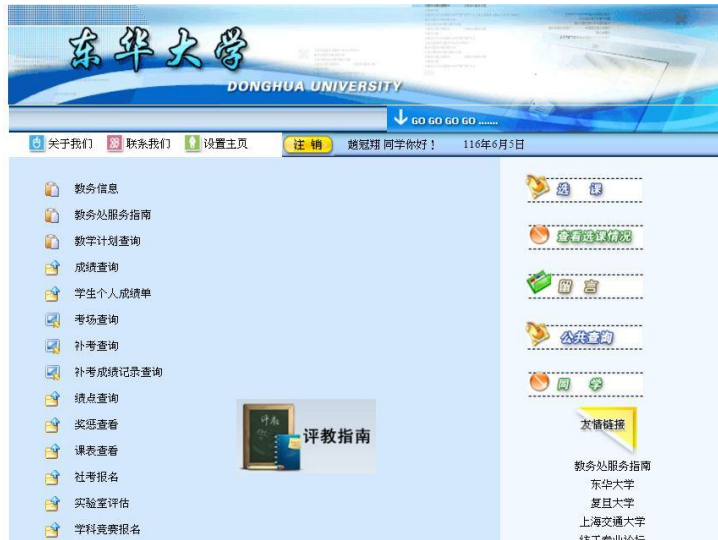 东华大学
DONGHUA UNIVERSITY
GO GO GO GO .......
关于我们 联系我们 设置主页 注 销 趙冠翔 同学你好！ 116年6月5日
教务信息
教务处服务指南
教学计划查询
成绩查询
学生个人成绩单
考场查询
补考查询
补考成绩记录查询
绩点查询
奖惩查看
课表查看
社考报名
实验室评估
学科竞赛报名
评教
评教指南
选 课
查看选课情况
留 言
公共查询
同 学
友情链接
教务处服务指南
东华大学
复旦大学
上海交通大学